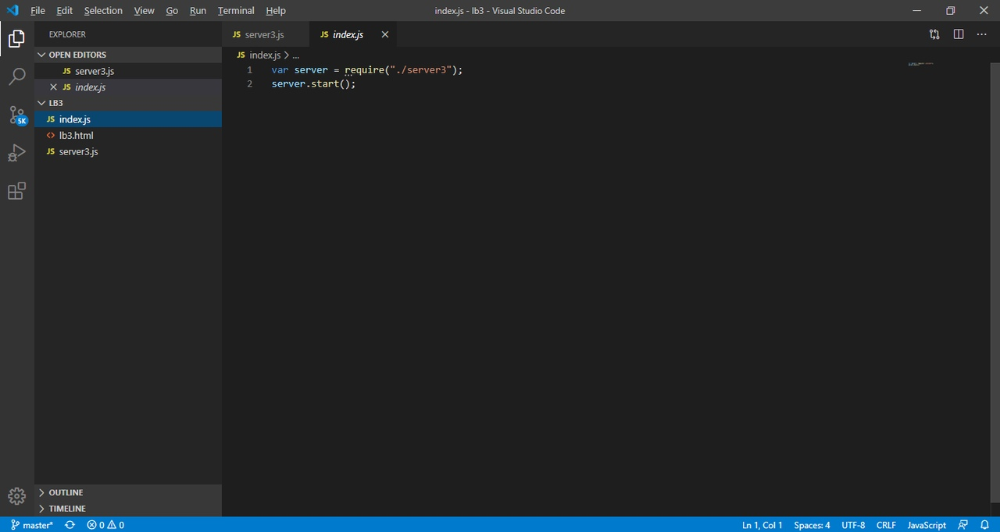 File Edit Selection View Go Run Terminal Help index.js - lb3 - Visual Studio Code
EXPLORER
OPEN EDITORS
JS server3.js
JS index.js
LB3
JS index.js
<> lb3.html
JS server3.js
OUTLINE
TIMELINE
5K
JS server3.js JS index.js
JS index.js > ...
1 var server = require("./server3");
2 server.start();
master* 0 0 Ln 1, Col 1 Spaces: 4 UTF-8 CRLF JavaScript